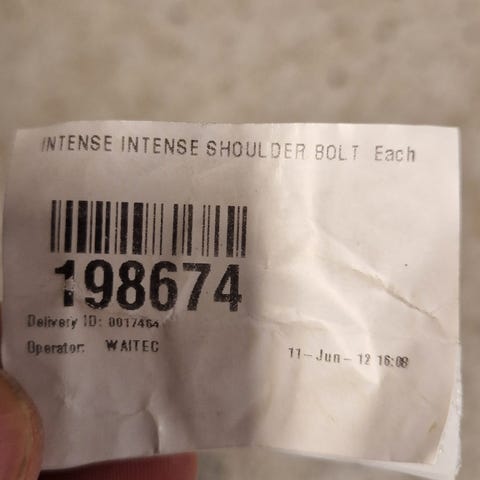 INTENSE INTENSE SHOULDER BOLT Each
198674
Delivery ID: 0017464
Operator: WAITEC
11-Jun-12 16:08